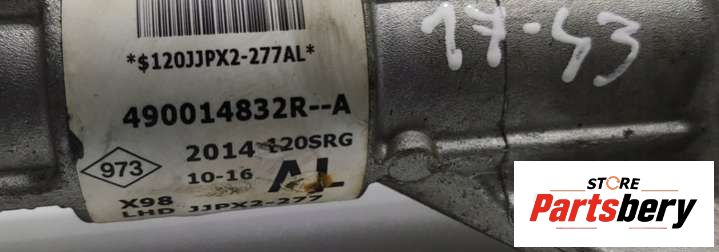 *$120JJPX2-277AL*
17-43
490014832R--A
2014 120SRG
973
10-16 AL
X98
LHD JJPX2-277
STORE
Partsbery